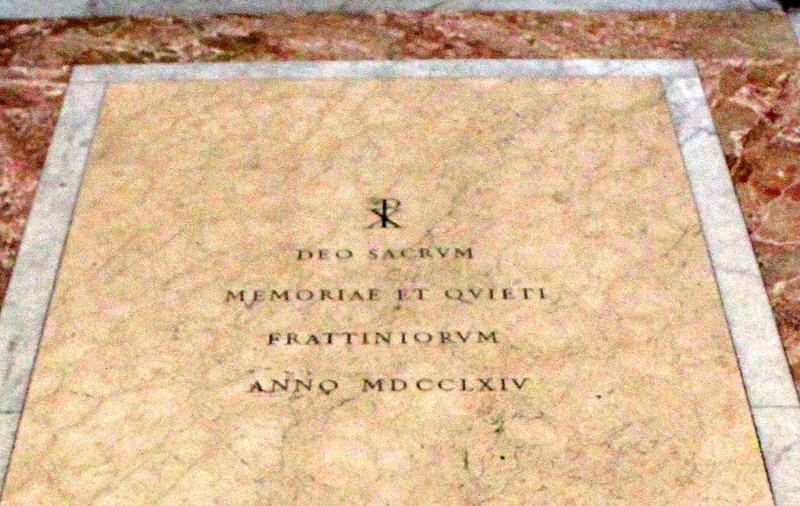 ☧
DEO SACRVM
MEMORIAE ET QVIETI
FRATTINIORVM
ANNO MDCCLXIV